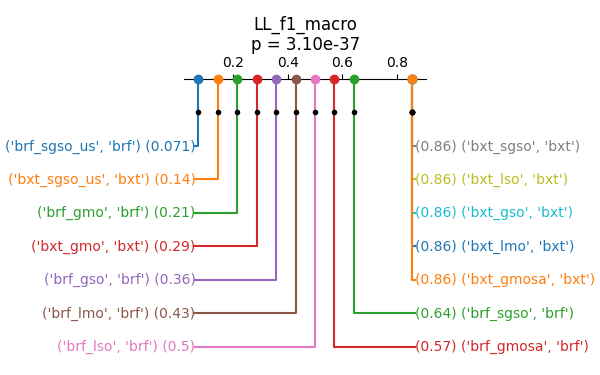 LL_f1_macro
p = 3.10e-37
0.2 0.4 0.6 0.8
('brf_sgso_us', 'brf') (0.071)
(0.86) ('bxt_sgso', 'bxt')
('bxt_sgso_us', 'bxt') (0.14)
(0.86) ('bxt_lso', 'bxt')
('brf_gmo', 'brf') (0.21)
(0.86) ('bxt_gso', 'bxt')
('bxt_gmo', 'bxt') (0.29)
(0.86) ('bxt_lmo', 'bxt')
('brf_gso', 'brf') (0.36)
(0.86) ('bxt_gmosa', 'bxt')
('brf_lmo', 'brf') (0.43)
(0.64) ('brf_sgso', 'brf')
('brf_lso', 'brf') (0.5)
(0.57) ('brf_gmosa', 'brf')